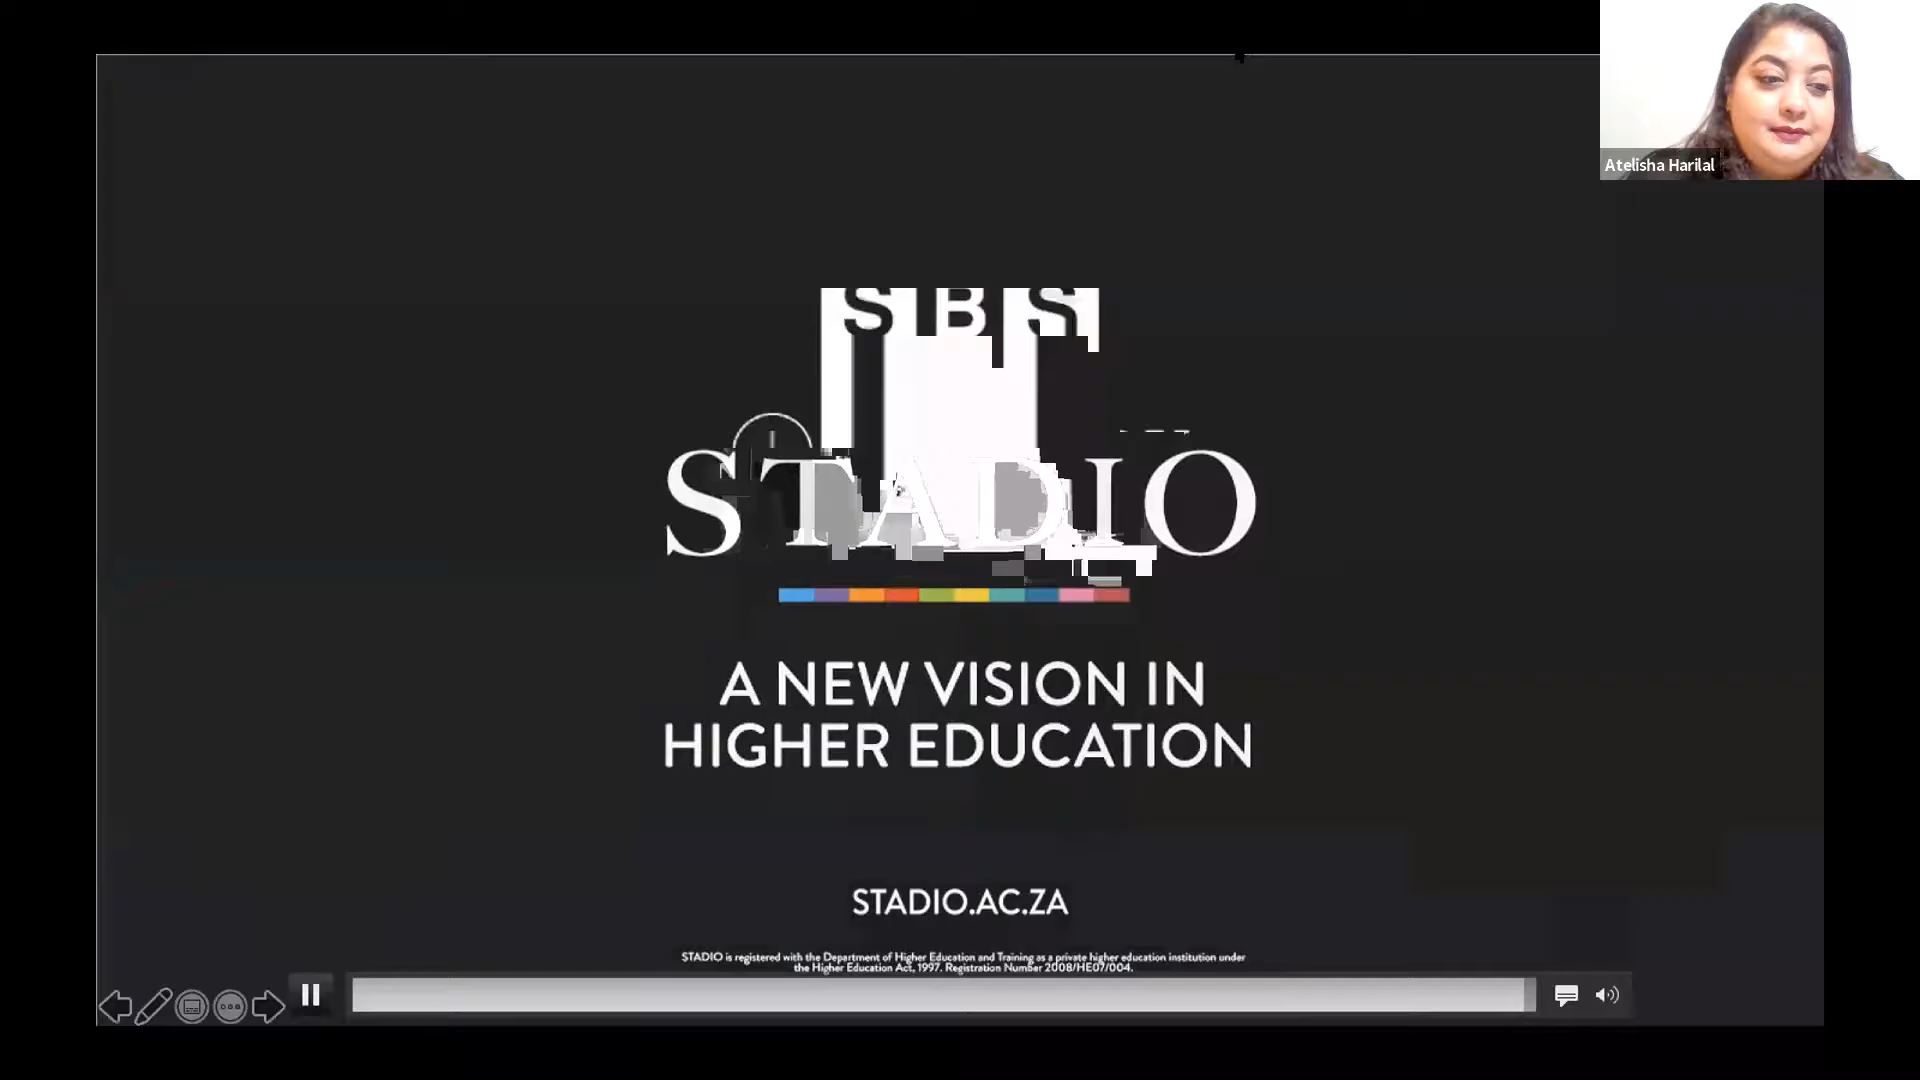 Atelisha Harilal
SBS
STADIO
A NEW VISION IN
HIGHER EDUCATION
STADIO.AC.ZA
STADIO is registered with the Department of Higher Education and Training as a private higher education institution under
the Higher Education Act, 1997. Registration Number 2008/HE07/004.